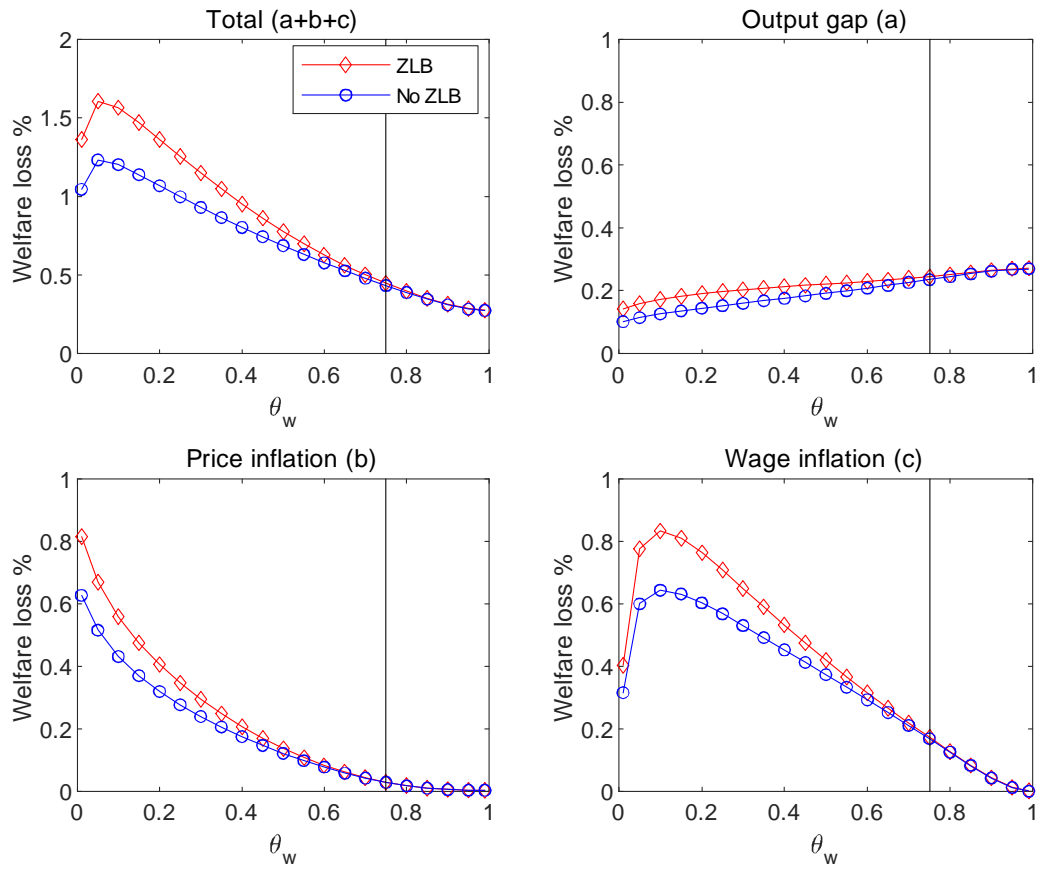 Total (a+b+c)
Welfare loss %
2
1.5
1
0.5
0
0 0.2 0.4 0.6 0.8 1
θw
ZLB
No ZLB
Output gap (a)
Welfare loss %
1
0.8
0.6
0.4
0.2
0
0 0.2 0.4 0.6 0.8 1
θw
Price inflation (b)
Welfare loss %
1
0.8
0.6
0.4
0.2
0
0 0.2 0.4 0.6 0.8 1
θw
Wage inflation (c)
Welfare loss %
1
0.8
0.6
0.4
0.2
0
0 0.2 0.4 0.6 0.8 1
θw